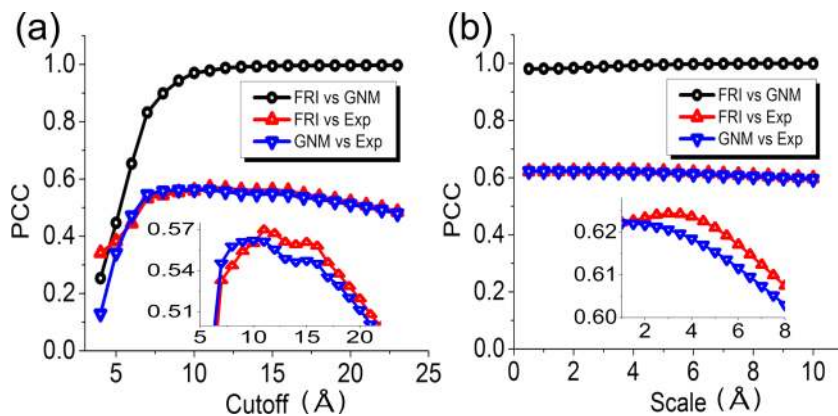 (a)
1.0
0.8
0.6
0.4
0.2
0.0
PCC
FRI vs GNM
FRI vs Exp
GNM vs Exp
0.57
0.54
0.51
5 10 15 20
5 10 15 20 25
Cutoff (Å)
(b)
1.0
0.8
0.6
0.4
0.2
0.0
PCC
FRI vs GNM
FRI vs Exp
GNM vs Exp
0.62
0.61
0.60
2 4 6 8
0 2 4 6 8 10
Scale (Å)